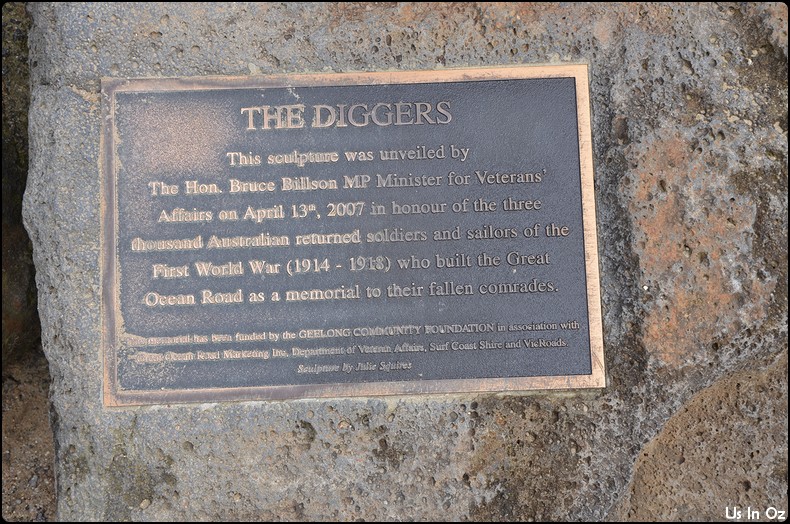 THE DIGGERS
This sculpture was unveiled by
The Hon. Bruce Billson MP Minister for Veterans'
Affairs on April 13th, 2007 in honour of the three
thousand Australian returned soldiers and sailors of the
First World War (1914 - 1918) who built the Great
Ocean Road as a memorial to their fallen comrades.
This memorial has been funded by the GEELONG COMMUNITY FOUNDATION in association with
Great Ocean Road Marketing Inc, Department of Veteran Affairs, Surf Coast Shire and VicRoads.
Sculpture by Julie Squires
Us In Oz